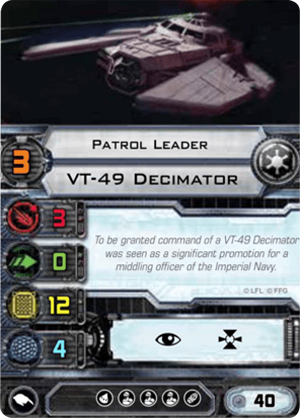 PATROL LEADER
3
VT-49 DECIMATOR
3
To be granted command of a VT-49 Decimator
0
was seen as a significant promotion for a
middling officer of the Imperial Navy.
© LFL © FFG
12
4
40